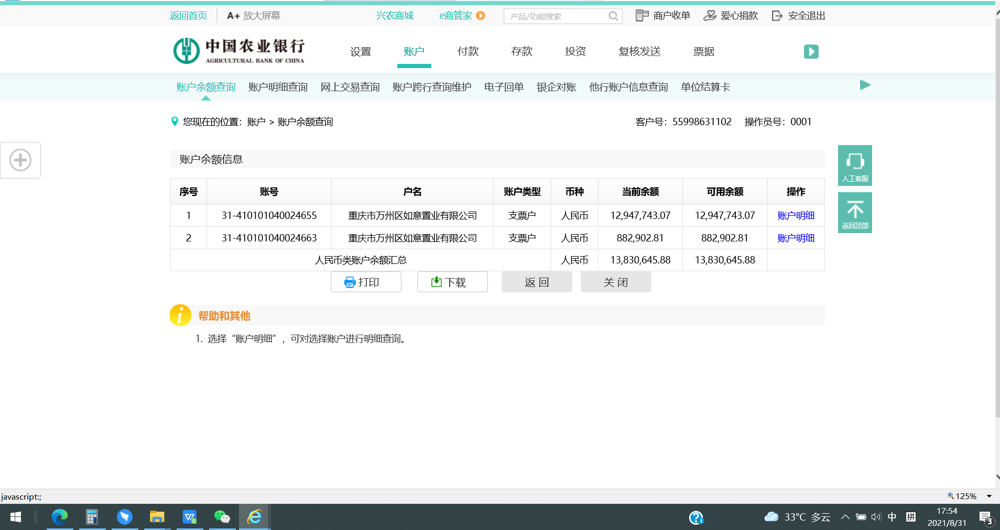 返回首页 A+ 放大屏幕 兴农商城 e商管家 产品/功能搜索 商户收单 爱心捐款 安全退出
中国农业银行
AGRICULTURAL BANK OF CHINA
设置 账户 付款 存款 投资 复核发送 票据
账户余额查询 账户明细查询 网上交易查询 账户跨行查询维护 电子回单 银企对账 他行账户信息查询 单位结算卡
您现在的位置：账户 > 账户余额查询 客户号：55998631102 操作员号：0001
账户余额信息
人工客服
返回顶部
序号 账号 户名 账户类型 币种 当前余额 可用余额 操作
1 31-410101040024655 重庆市万州区如意置业有限公司 支票户 人民币 12,947,743.07 12,947,743.07 账户明细
2 31-410101040024663 重庆市万州区如意置业有限公司 支票户 人民币 882,902.81 882,902.81 账户明细
人民币类账户余额汇总 人民币 13,830,645.88 13,830,645.88
打印 下载 返 回 关 闭
帮助和其他
1. 选择“账户明细”，可对选择账户进行明细查询。
javascript:; 125%
33°C 多云 中 拼 17:54
2021/8/31 3